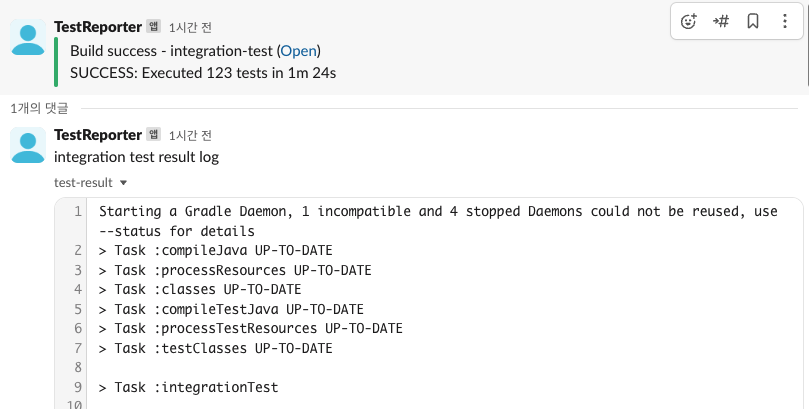 TestReporter 앱 1시간 전
Build success - integration-test (Open)
SUCCESS: Executed 123 tests in 1m 24s
1개의 댓글
TestReporter 앱 1시간 전
integration test result log
test-result
1 Starting a Gradle Daemon, 1 incompatible and 4 stopped Daemons could not be reused, use
--status for details
2 > Task :compileJava UP-TO-DATE
3 > Task :processResources UP-TO-DATE
4 > Task :classes UP-TO-DATE
5 > Task :compileTestJava UP-TO-DATE
6 > Task :processTestResources UP-TO-DATE
7 > Task :testClasses UP-TO-DATE
8
9 > Task :integrationTest
10